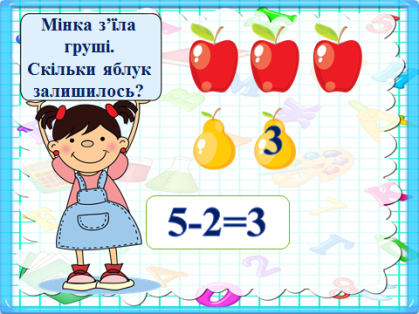 Мінка з’їла
груші.
Скільки яблук
залишилось?
3
5-2=3